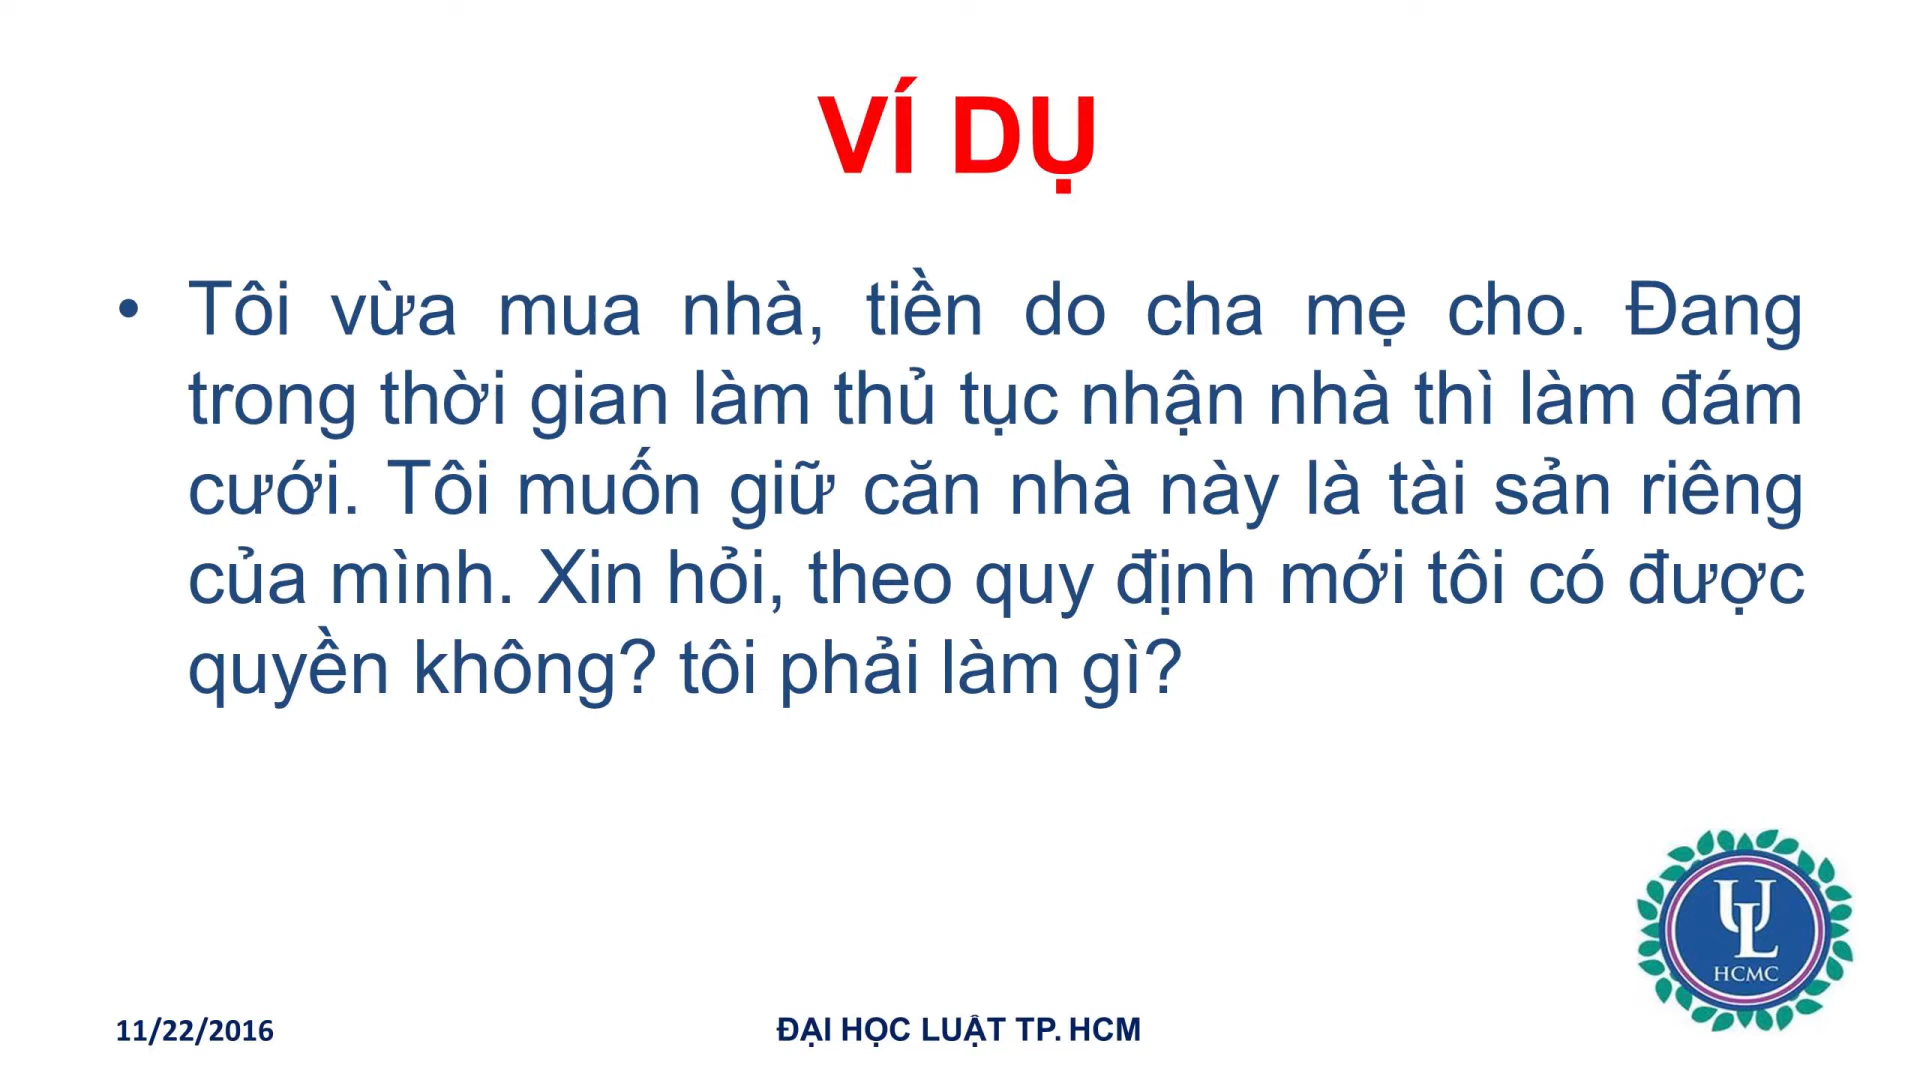 VÍ DỤ
• Tôi vừa mua nhà, tiền do cha mẹ cho. Đang
trong thời gian làm thủ tục nhận nhà thì làm đám
cưới. Tôi muốn giữ căn nhà này là tài sản riêng
của mình. Xin hỏi, theo quy định mới tôi có được
quyền không? tôi phải làm gì?
UL
HCMC
11/22/2016
ĐẠI HỌC LUẬT TP. HCM